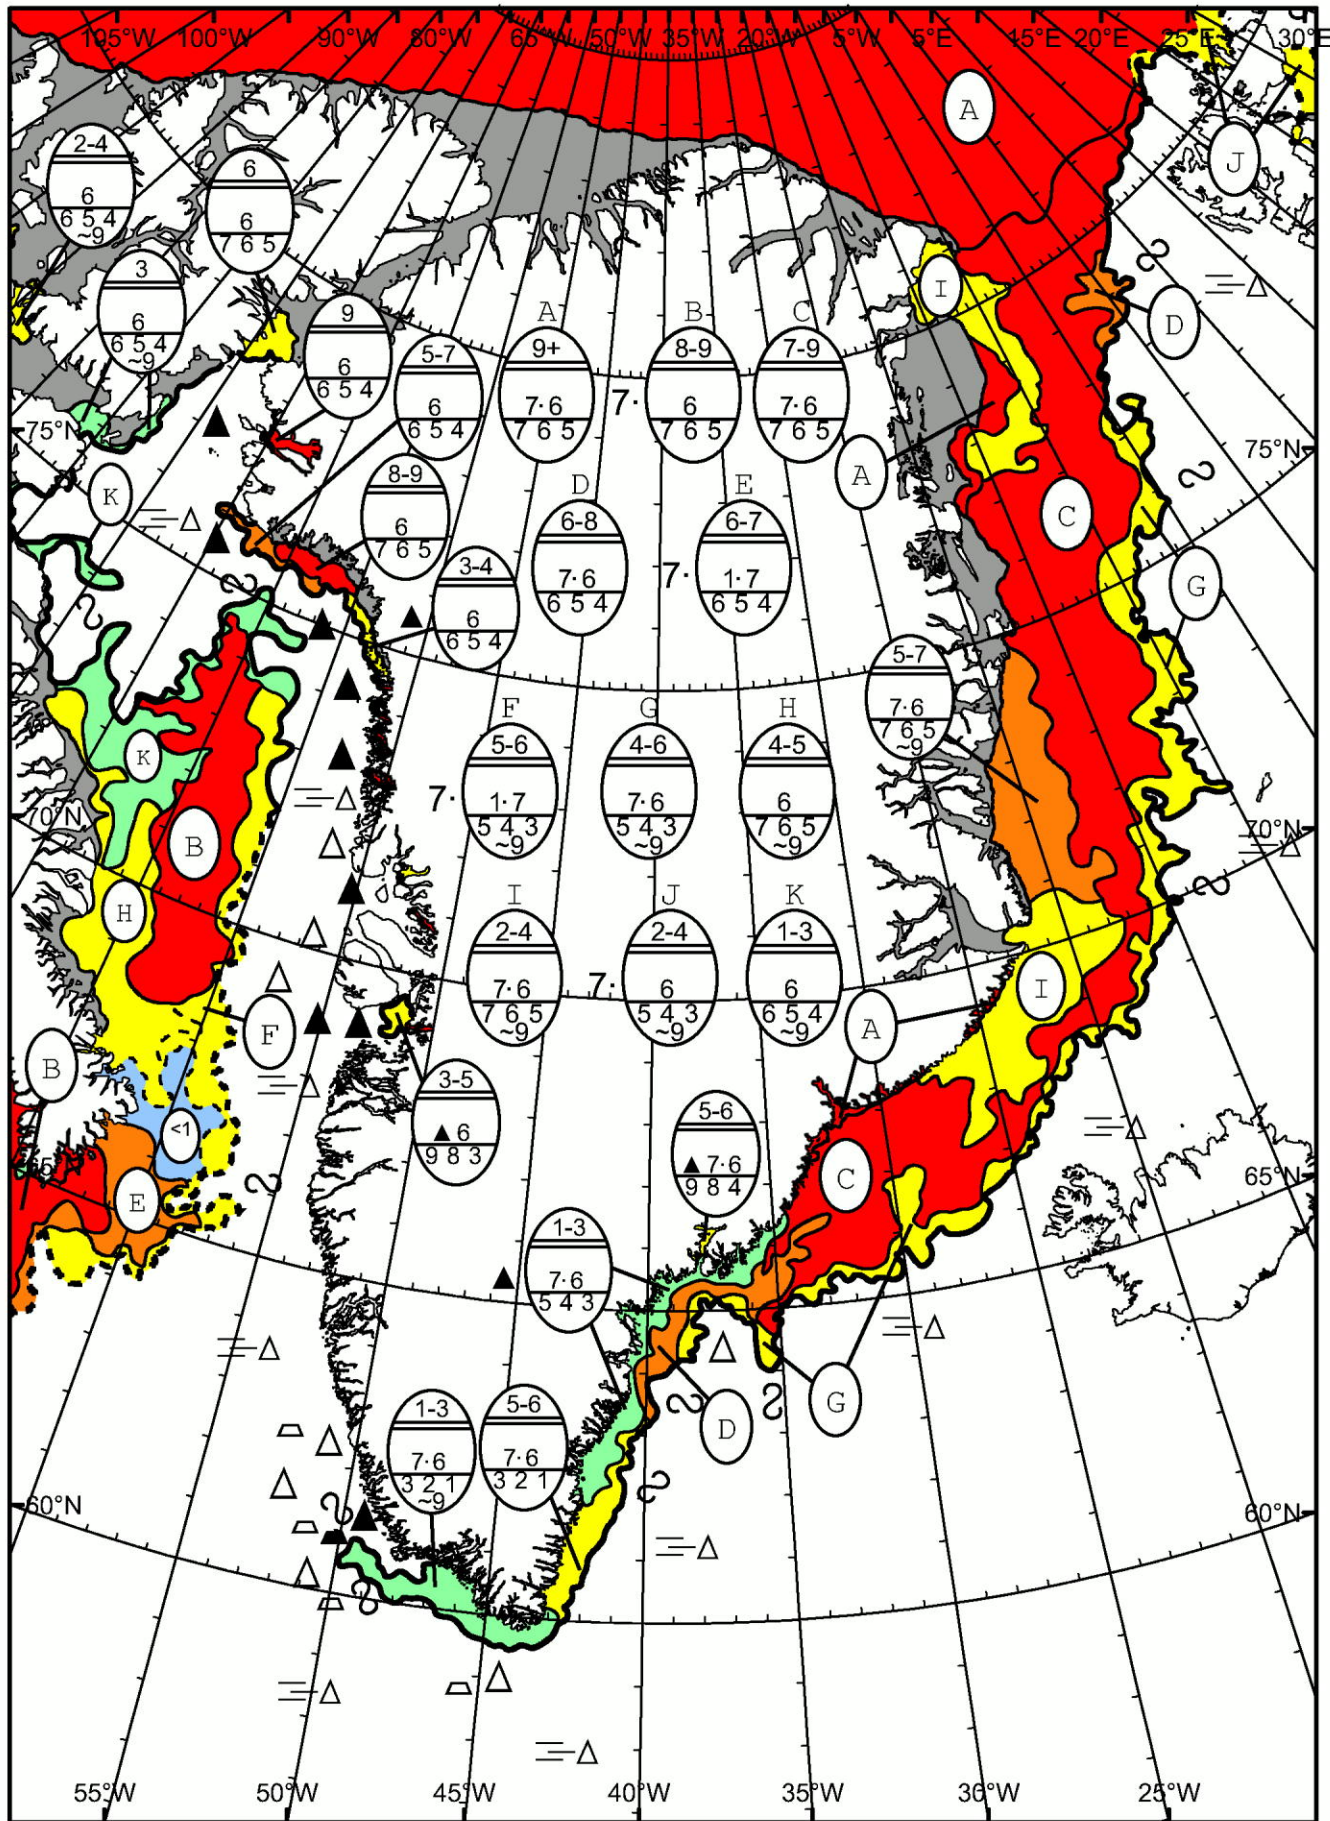 105°W 100°W 90°W 80°W 65°W 50°W 35°W 20°W 5°W 5°E 15°E 20°E 25°E 30°E
A
2-4
6
6 5 4
~9
6
6
7 6 5
J
3
6
6 5 4
~9
I
D
9
6
6 5 4
5-7
6
6 5 4
A
9+
7· 6
7 6 5
B
7·
8-9
6
7 6 5
C
7-9
7· 6
7 6 5
75°N
75°N
K
A
C
8-9
6
7 6 5
D
6-8
7· 6
6 5 4
E
7·
6-7
1· 7
6 5 4
G
3-4
6
6 5 4
5-7
7· 6
7 6 5
~9
F
7·
5-6
1· 7
5 4 3
~9
G
4-6
7· 6
5 4 3
~9
H
4-5
6
7 6 5
~9
K
70°N
70°N
B
H
I
2-4
7· 6
7 6 5
~9
J
7·
2-4
6
5 4 3
~9
K
1-3
6
6 5 4
~9
I
F
A
B
3-5
▲ 6
9 8 3
<1
5-6
▲ 7· 6
9 8 4
65°
65°N
E
C
1-3
7· 6
5 4 3
D
G
1-3
7· 6
3 2 1
~9
5-6
7· 6
3 2 1
60°N
60°N
55°W 50°W 45°W 40°W 35°W 30°W 25°W